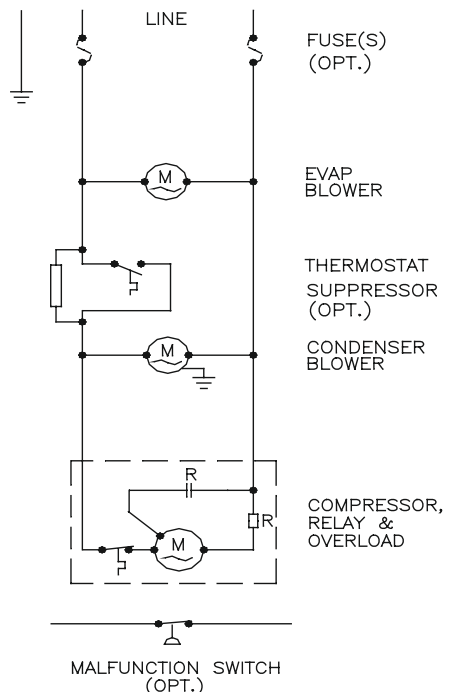 LINE
FUSE(S)
(OPT.)
M
EVAP
BLOWER
THERMOSTAT
SUPPRESSOR
(OPT.)
M
CONDENSER
BLOWER
R
R
M
COMPRESSOR,
RELAY &
OVERLOAD
MALFUNCTION SWITCH
(OPT.)